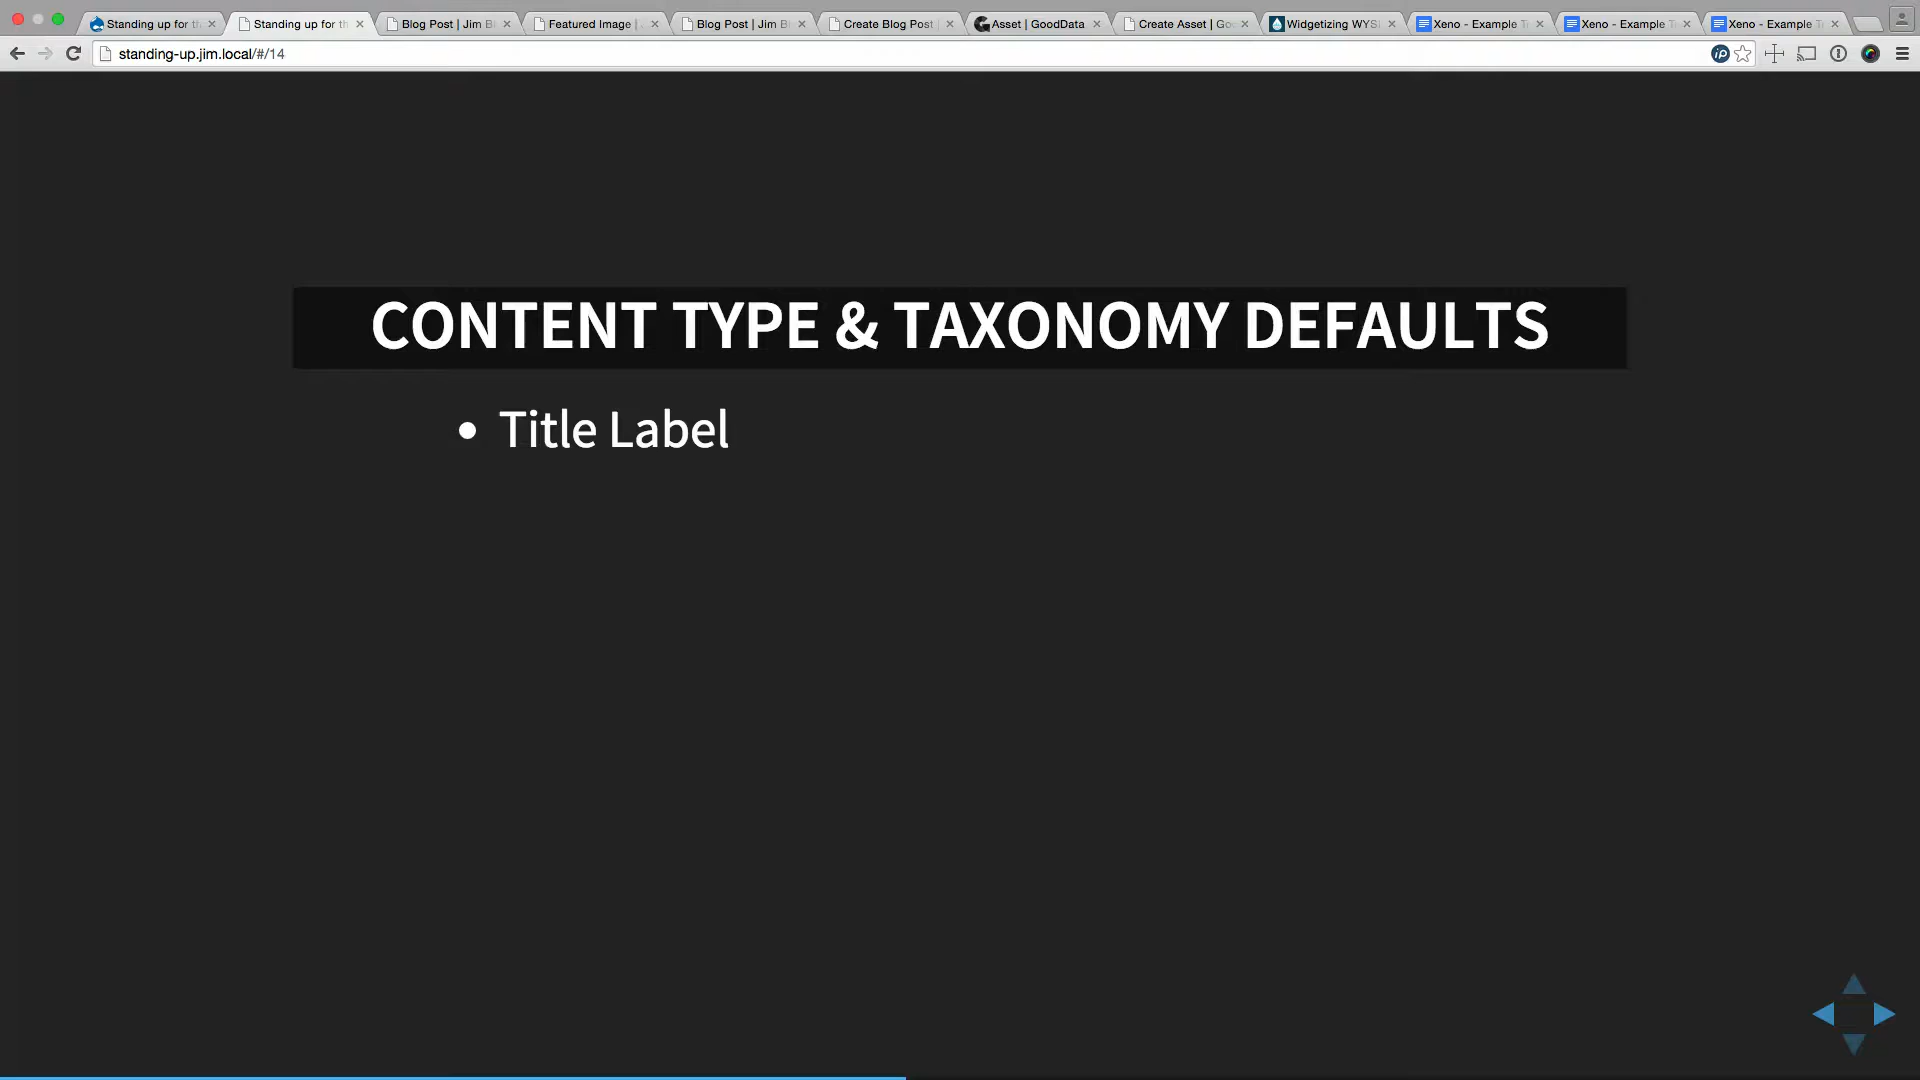 Standing up for th
Standing up for th
Blog Post | Jim Bi
Featured Image |
Blog Post | Jim Bi
Create Blog Post
Asset | GoodData
Create Asset | Go
Widgetizing WYS
Xeno - Example T
Xeno - Example T
Xeno - Example T
standing-up.jim.local/#/14
CONTENT TYPE & TAXONOMY DEFAULTS
• Title Label